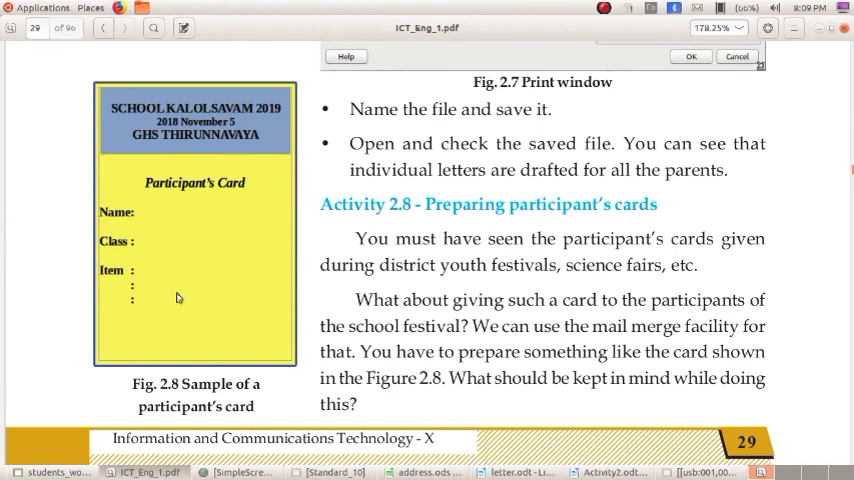 Applications Places 8:09 PM
(66%)
29 of 96 ICT_Eng_1.pdf 178.25%
Help OK Cancel
Fig. 2.7 Print window
• Name the file and save it.
• Open and check the saved file. You can see that
individual letters are drafted for all the parents.
Activity 2.8 - Preparing participant's cards
You must have seen the participant's cards given
during district youth festivals, science fairs, etc.
What about giving such a card to the participants of
the school festival? We can use the mail merge facility for
that. You have to prepare something like the card shown
in the Figure 2.8. What should be kept in mind while doing
this?
SCHOOL KALOLSAVAM 2019
2018 November 5
GHS THIRUNNAVAYA
Participant's Card
Name:
Class :
Item :
:
:
Fig. 2.8 Sample of a
participant's card
Information and Communications Technology - X 29
students_wo... ICT_Eng_1.pdf [SimpleScre... [Standard_10] address.ods ... letter.odt - Li... Activity2.odt... [[usb:001,00...